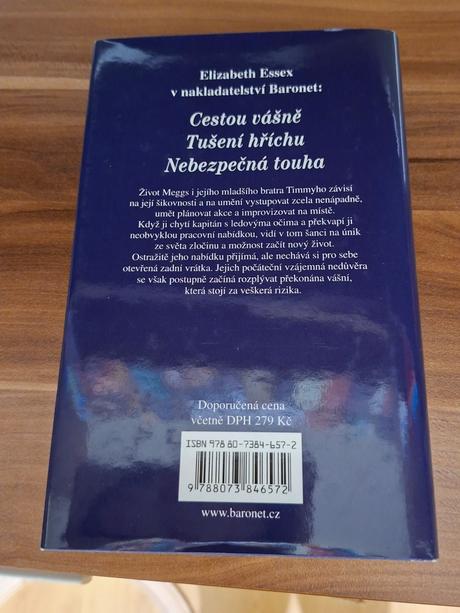 Elizabeth Essex
v nakladatelství Baronet:
Cestou vášně
Tušení hříchu
Nebezpečná touha
Život Meggs i jejího mladšího bratra Timmyho závisí
na její šikovnosti a na umění vystupovat zcela nenápadně,
umět plánovat akce a improvizovat na místě.
Když ji chytí kapitán s ledovýma očima a překvapí ji
neobvyklou pracovní nabídkou, vidí v tom šanci na únik
ze světa zločinu a možnost začít nový život.
Ostražitě jeho nabídku přijímá, ale nechává si pro sebe
otevřená zadní vrátka. Jejich počáteční vzájemná nedůvěra
se však postupně začíná rozplývat překonána vášní,
která stojí za veškerá rizika.
Doporučená cena
včetně DPH 279 Kč
ISBN 978 80-7384-657-2
9 788073 846572
www.baronet.cz